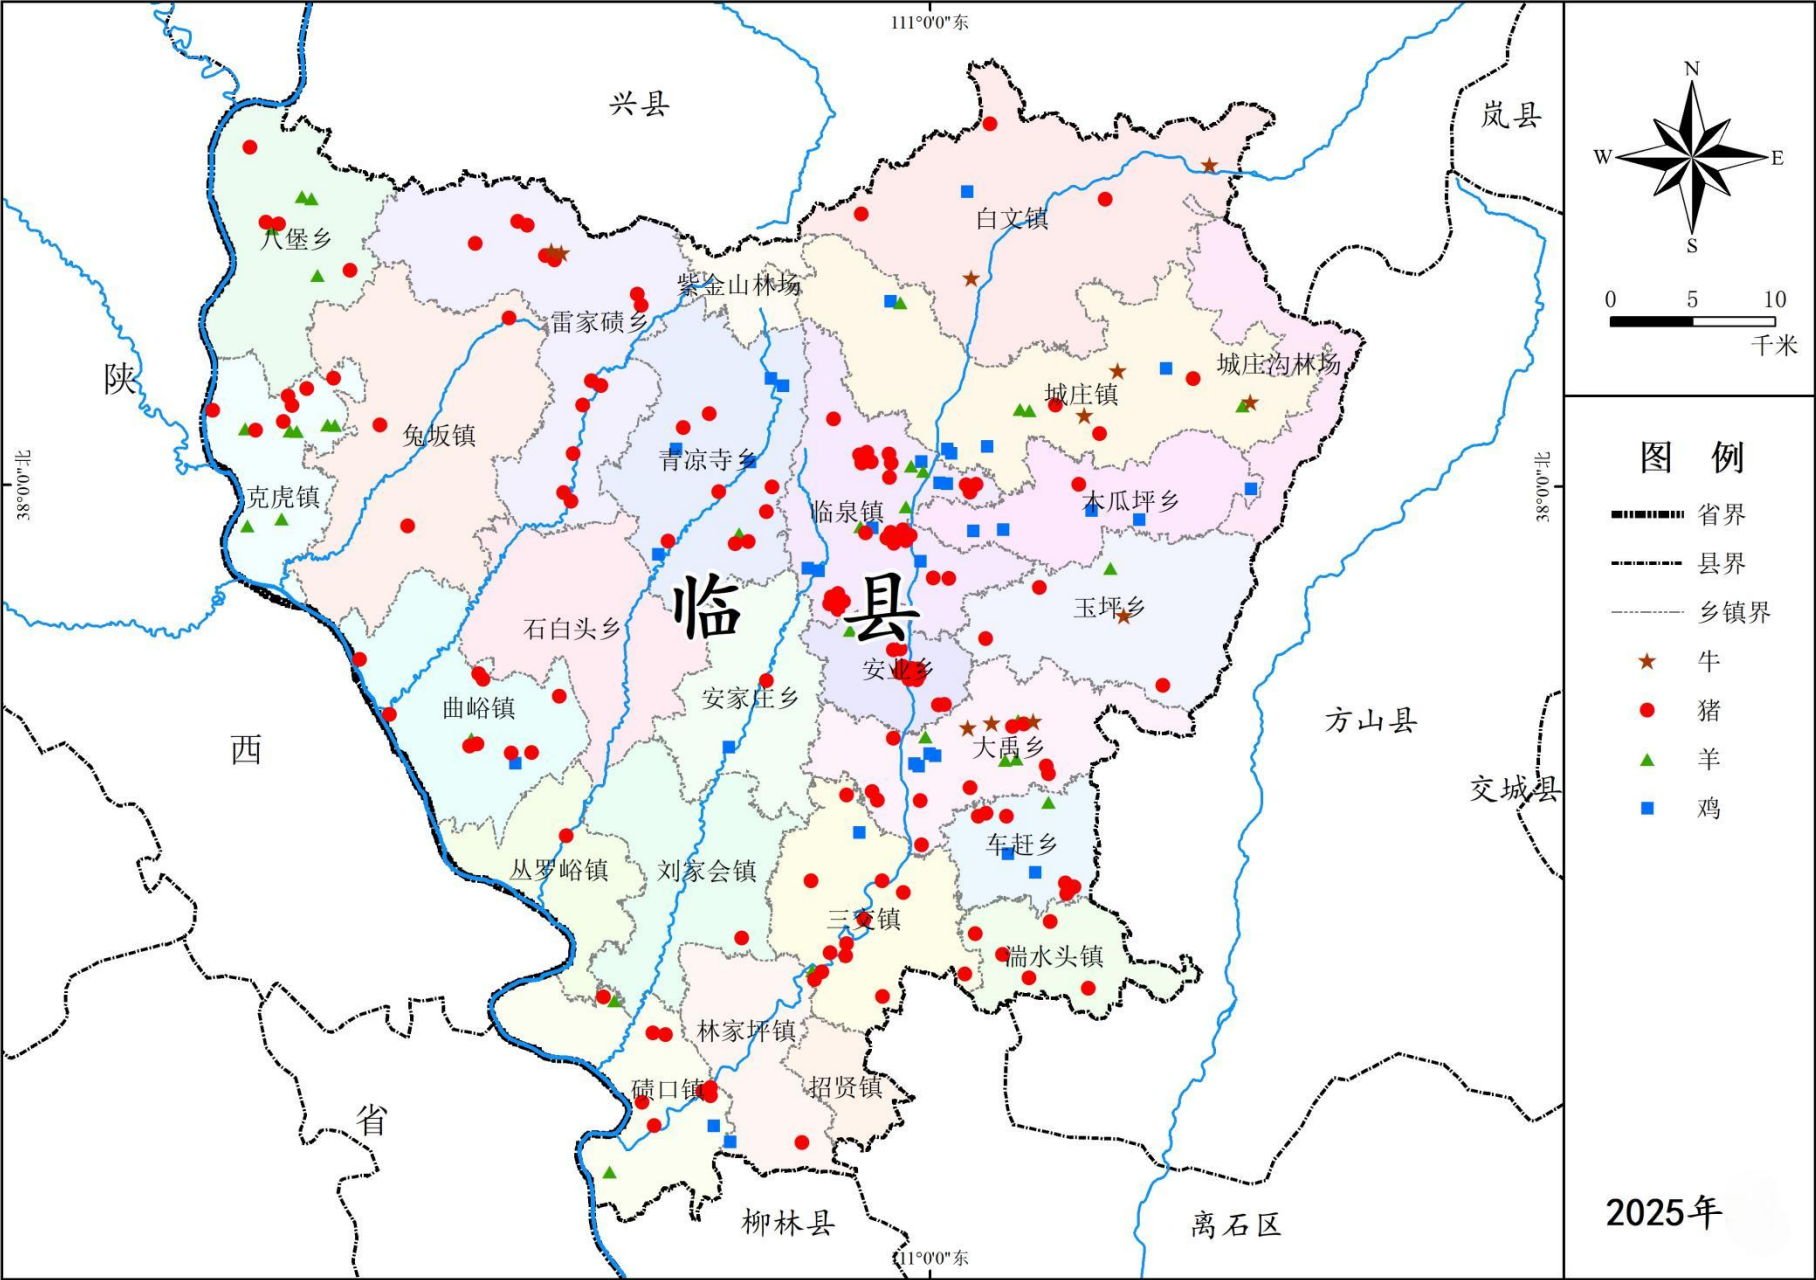 111°0'0"东
兴县
岚县
N
W
E
S
白文镇
八堡乡
紫金山林场
雷家碛乡
0 5 10
千米
陕
城庄沟林场
城庄镇
兔坂镇
青凉寺乡
图 例
38°0'0"北
38°0'0"北
克虎镇
临泉镇
木瓜坪乡
省界
县界
临县
玉坪乡
乡镇界
石白头乡
牛
安业乡
安家庄乡
曲峪镇
猪
方山县
西
大禹乡
羊
交城县
鸡
车赶乡
丛罗峪镇
刘家会镇
三交镇
湍水头镇
林家坪镇
碛口镇
招贤镇
省
2025年
柳林县
离石区
11°0'0"东